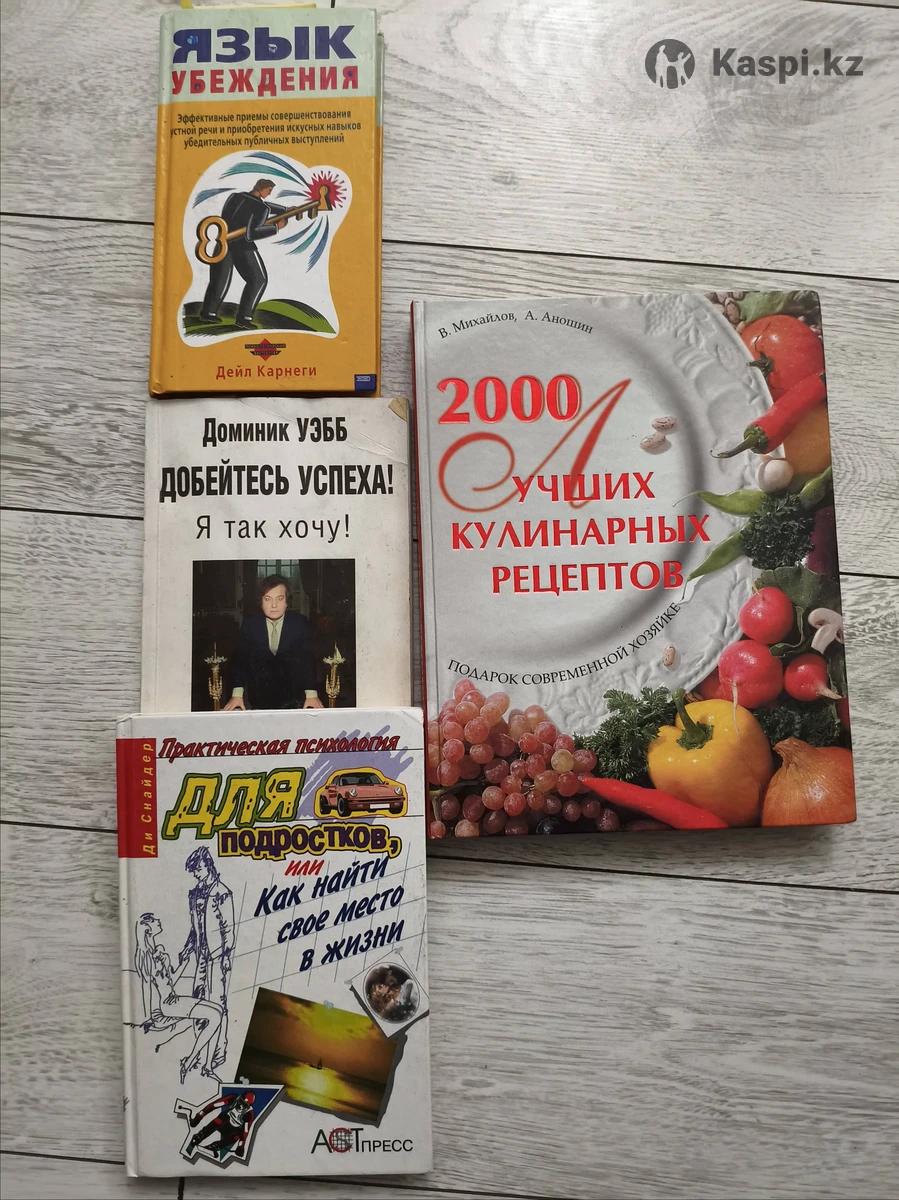 Kaspi.kz
ЯЗЫК
УБЕЖДЕНИЯ
Эффективные приемы совершенствования
устной речи и приобретения искусных навыков
убедительных публичных выступлений
Дейл Карнеги
Доминик УЭББ
ДОБЕЙТЕСЬ УСПЕХА!
Я так хочу!
В. Михайлов, А. Аношин
2000
ЛУЧШИХ
КУЛИНАРНЫХ
РЕЦЕПТОВ
ПОДАРОК СОВРЕМЕННОЙ ХОЗЯЙКЕ
Ди Снайдер
Практическая психология
ДЛЯ
подростков,
или
Как найти
свое место
в жизни
АСТ ПРЕСС